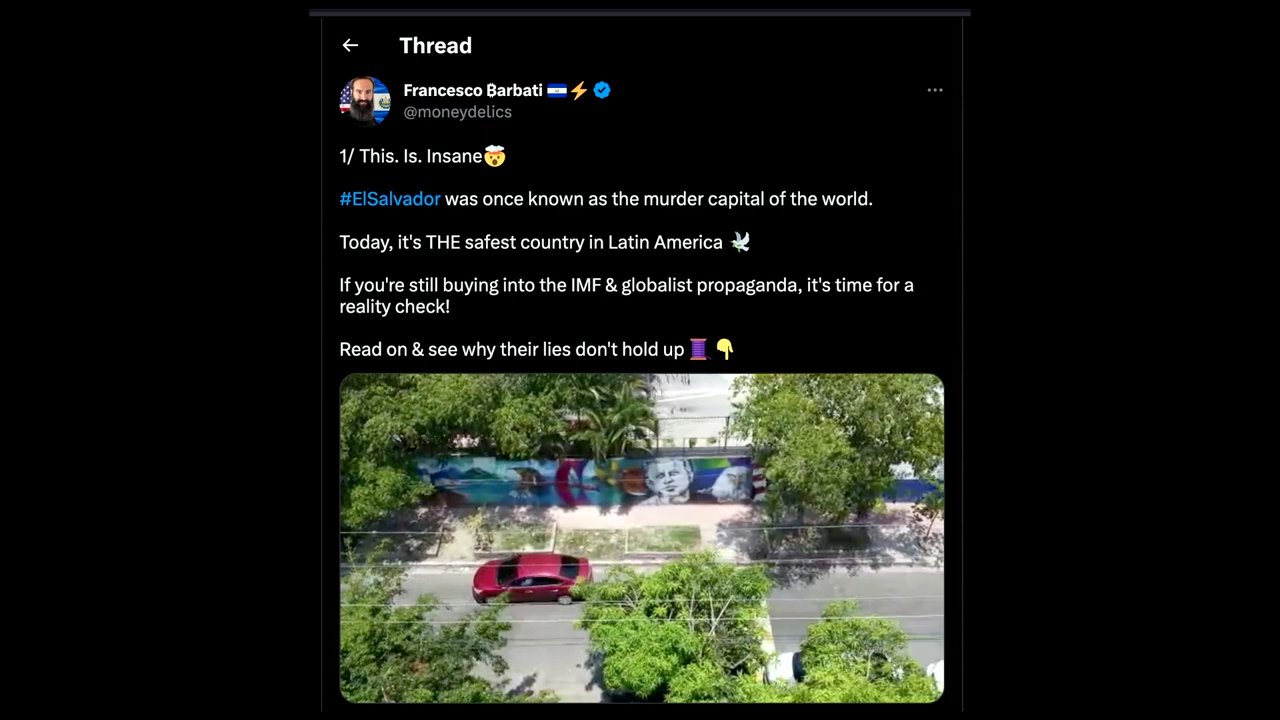 Thread
Francesco ₿arbati 🇸🇻⚡
@moneydelics
1/ This. Is. Insane🤯
#ElSalvador was once known as the murder capital of the world.
Today, it's THE safest country in Latin America 🕊️
If you're still buying into the IMF & globalist propaganda, it's time for a
reality check!
Read on & see why their lies don't hold up 🧵👇